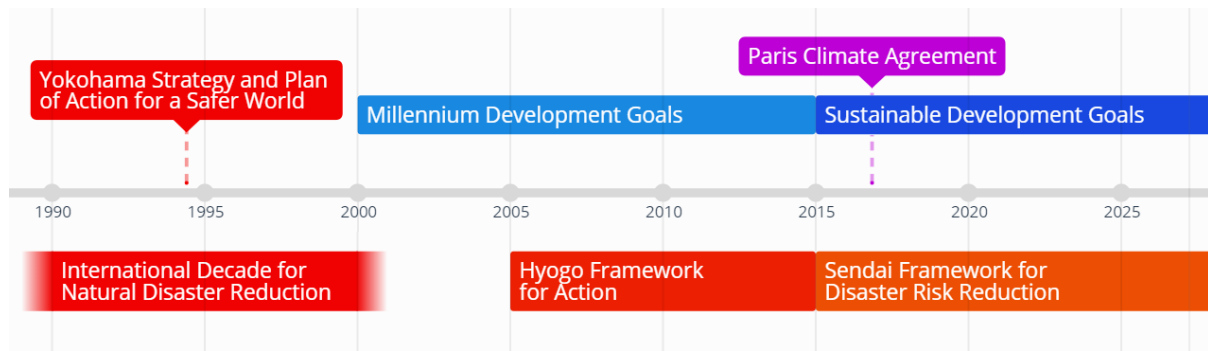 Paris Climate Agreement
Yokohama Strategy and Plan
of Action for a Safer World
Millennium Development Goals
Sustainable Development Goals
1990
1995
2000
2005
2010
2015
2020
2025
International Decade for
Natural Disaster Reduction
Hyogo Framework
for Action
Sendai Framework for
Disaster Risk Reduction